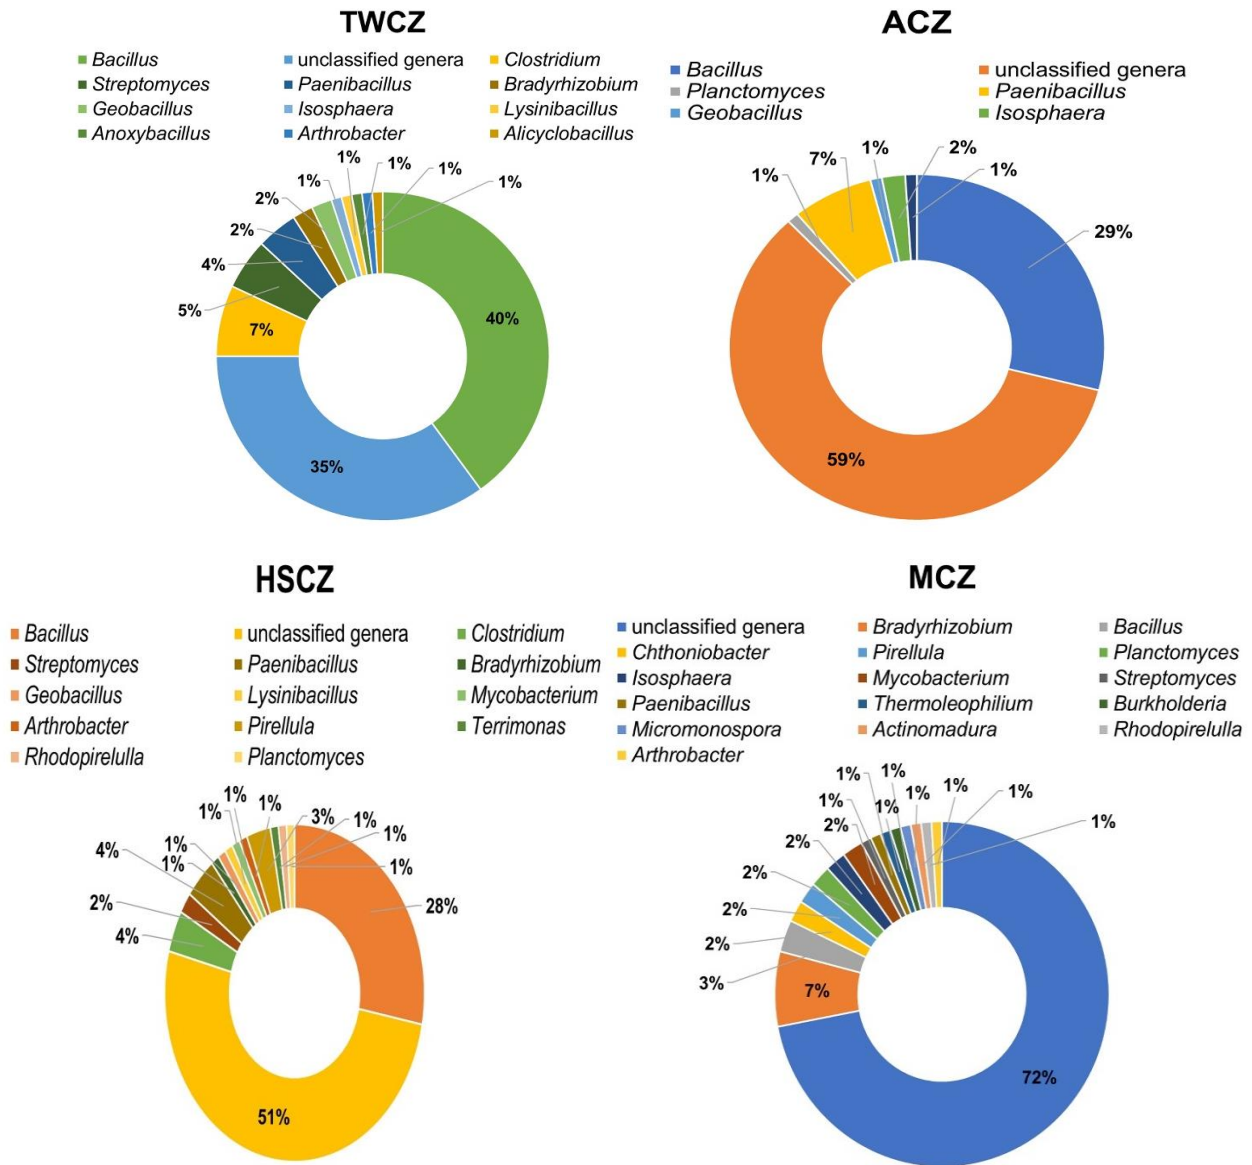 TWCZ
Bacillus unclassified genera Clostridium
Streptomyces Paenibacillus Bradyrhizobium
Geobacillus Isosphaera Lysinibacillus
Anoxybacillus Arthrobacter Alicyclobacillus
1% 1% 1% 1% 1%
2%
2%
4%
5%
7%
40%
35%
ACZ
Bacillus unclassified genera
Planctomyces Paenibacillus
Geobacillus Isosphaera
1% 7% 1% 2% 1%
29%
59%
HSCZ
Bacillus unclassified genera Clostridium
Streptomyces Paenibacillus Bradyrhizobium
Geobacillus Lysinibacillus Mycobacterium
Arthrobacter Pirellula Terrimonas
Rhodopirelulla Planctomyces
1% 1% 1% 3% 1%
1% 1%
4% 1% 1%
2%
4%
28%
51%
MCZ
unclassified genera Bradyrhizobium Bacillus
Chthoniobacter Pirellula Planctomyces
Isosphaera Mycobacterium Streptomyces
Paenibacillus Thermoleophilium Burkholderia
Micromonospora Actinomadura Rhodopirelulla
Arthrobacter
1% 1% 1% 1%
1% 1% 1% 1%
2%
2%
2%
2%
2%
3%
7%
72%